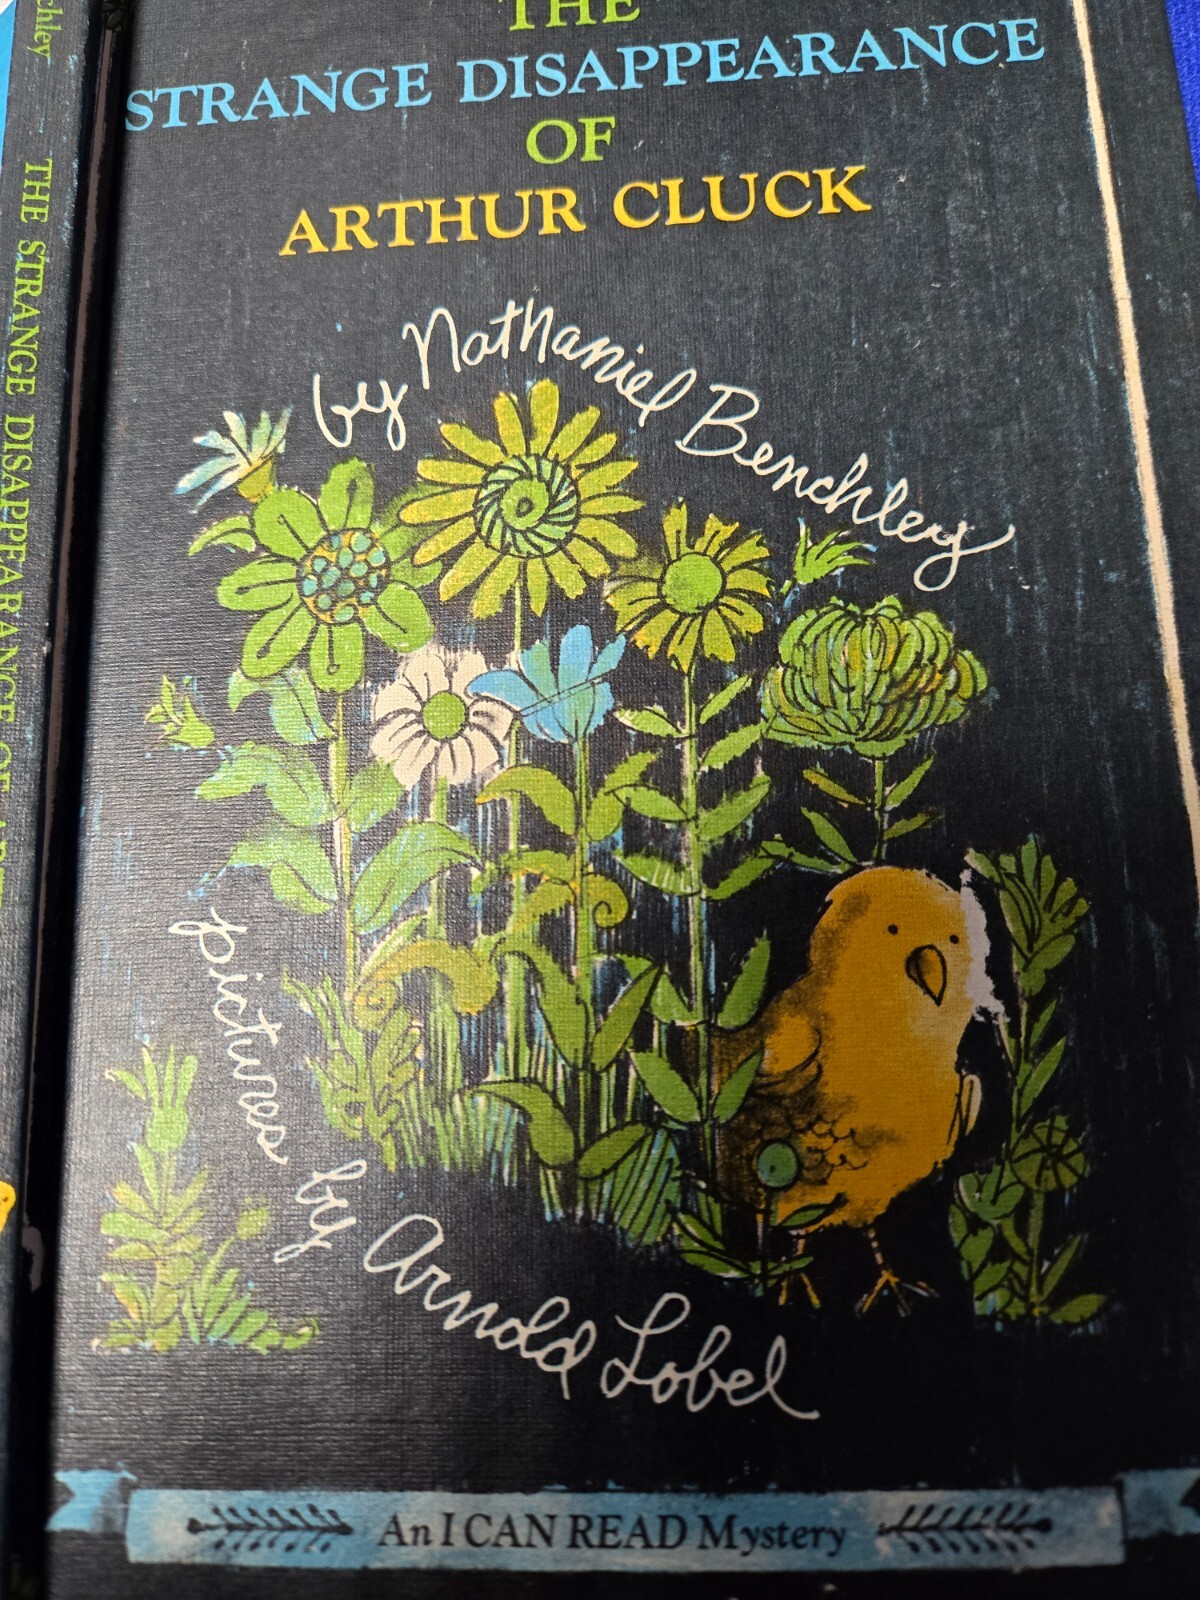 THE
STRANGE DISAPPEARANCE
OF
ARTHUR CLUCK
by Nathaniel Benchley
pictures by Arnold Lobel
An I CAN READ Mystery
chley
THE STRANGE DISAPPEARANCE OF